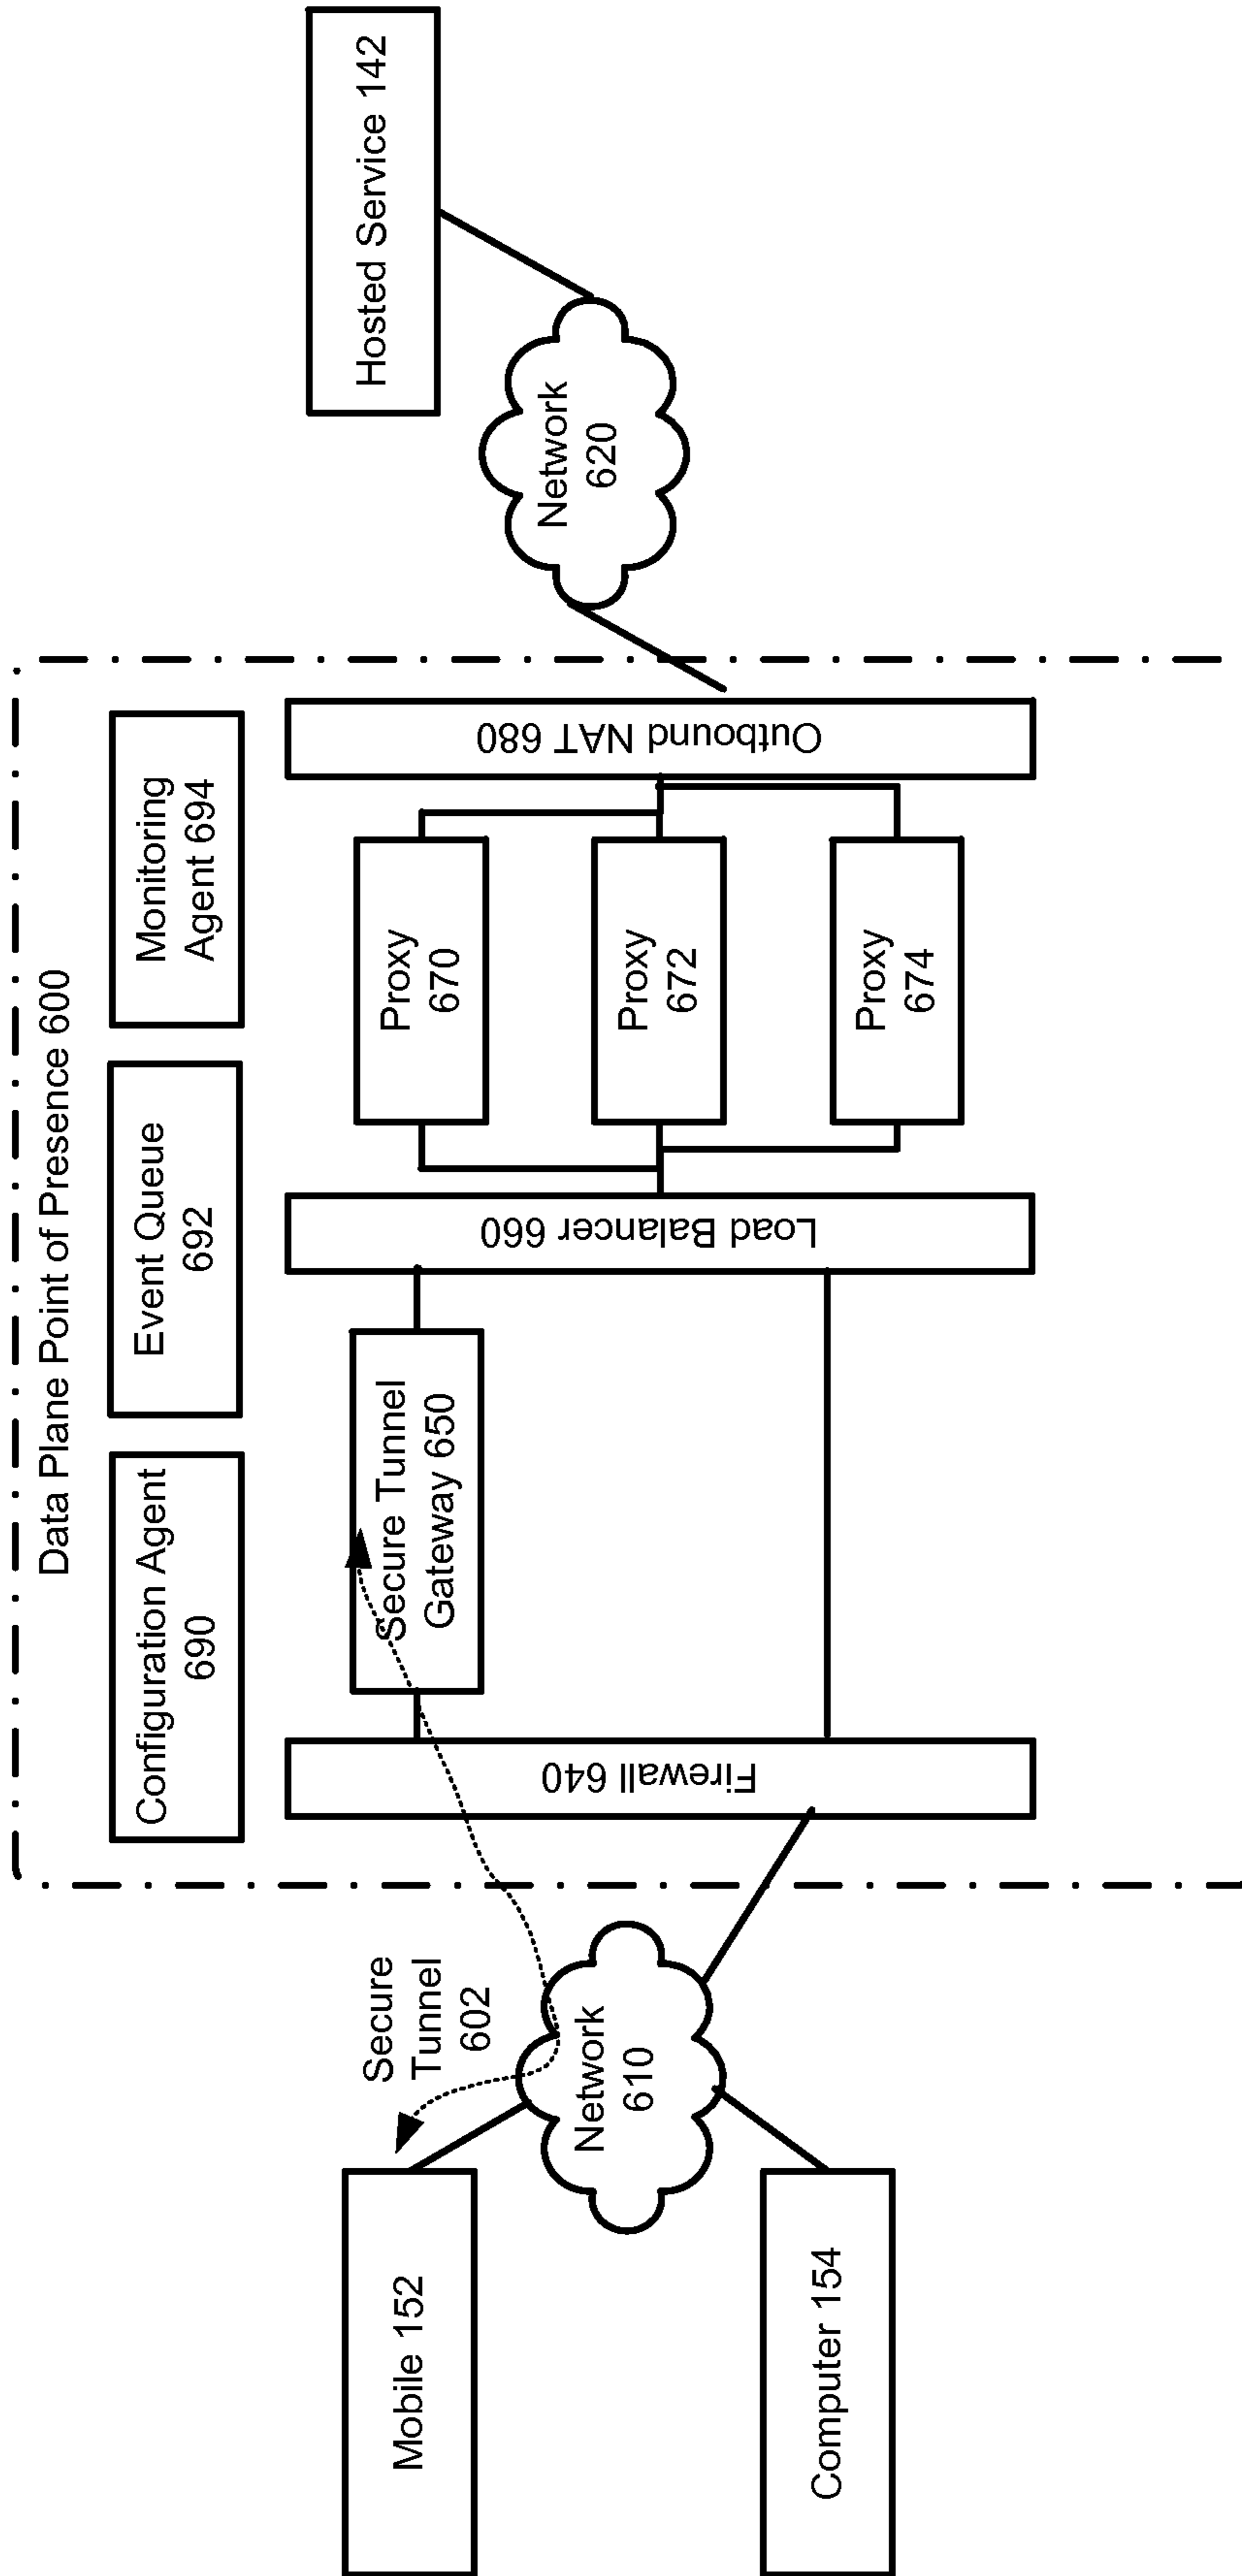 Data Plane Point of Presence 600
Configuration Agent
690
Event Queue
692
Monitoring
Agent 694
Secure
Tunnel
602
Mobile 152
Network
610
Computer 154
Firewall 640
Secure Tunnel
Gateway 650
Load Balancer 660
Proxy
670
Proxy
672
Proxy
674
Outbound NAT 680
Network
620
Hosted Service 142